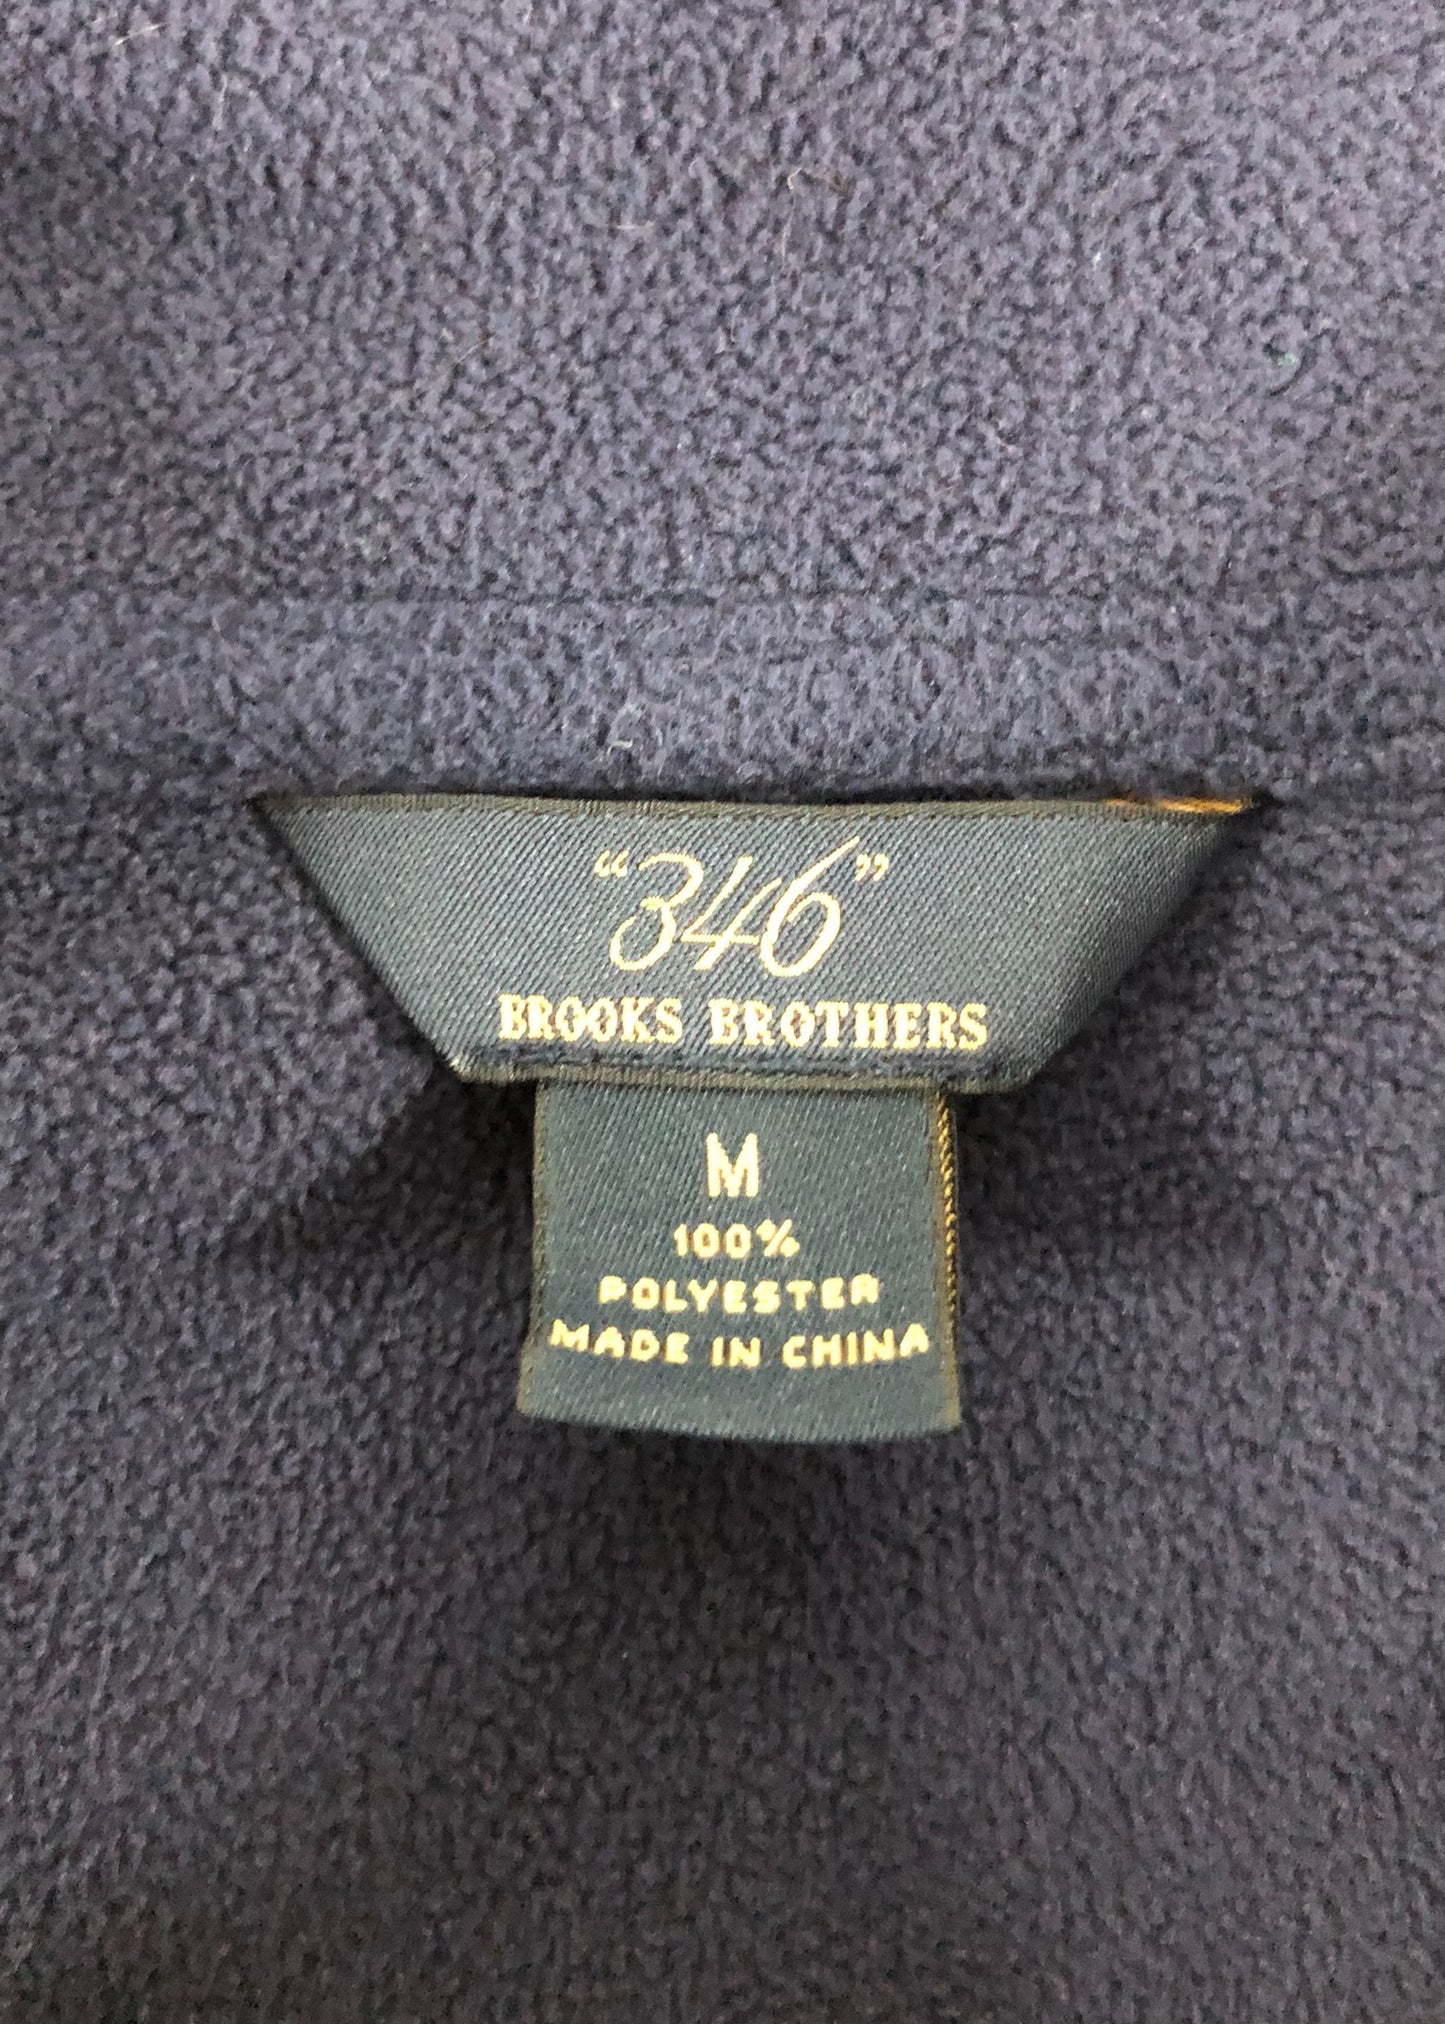 “346”
BROOKS BROTHERS
M
100%
POLYESTER
MADE IN CHINA